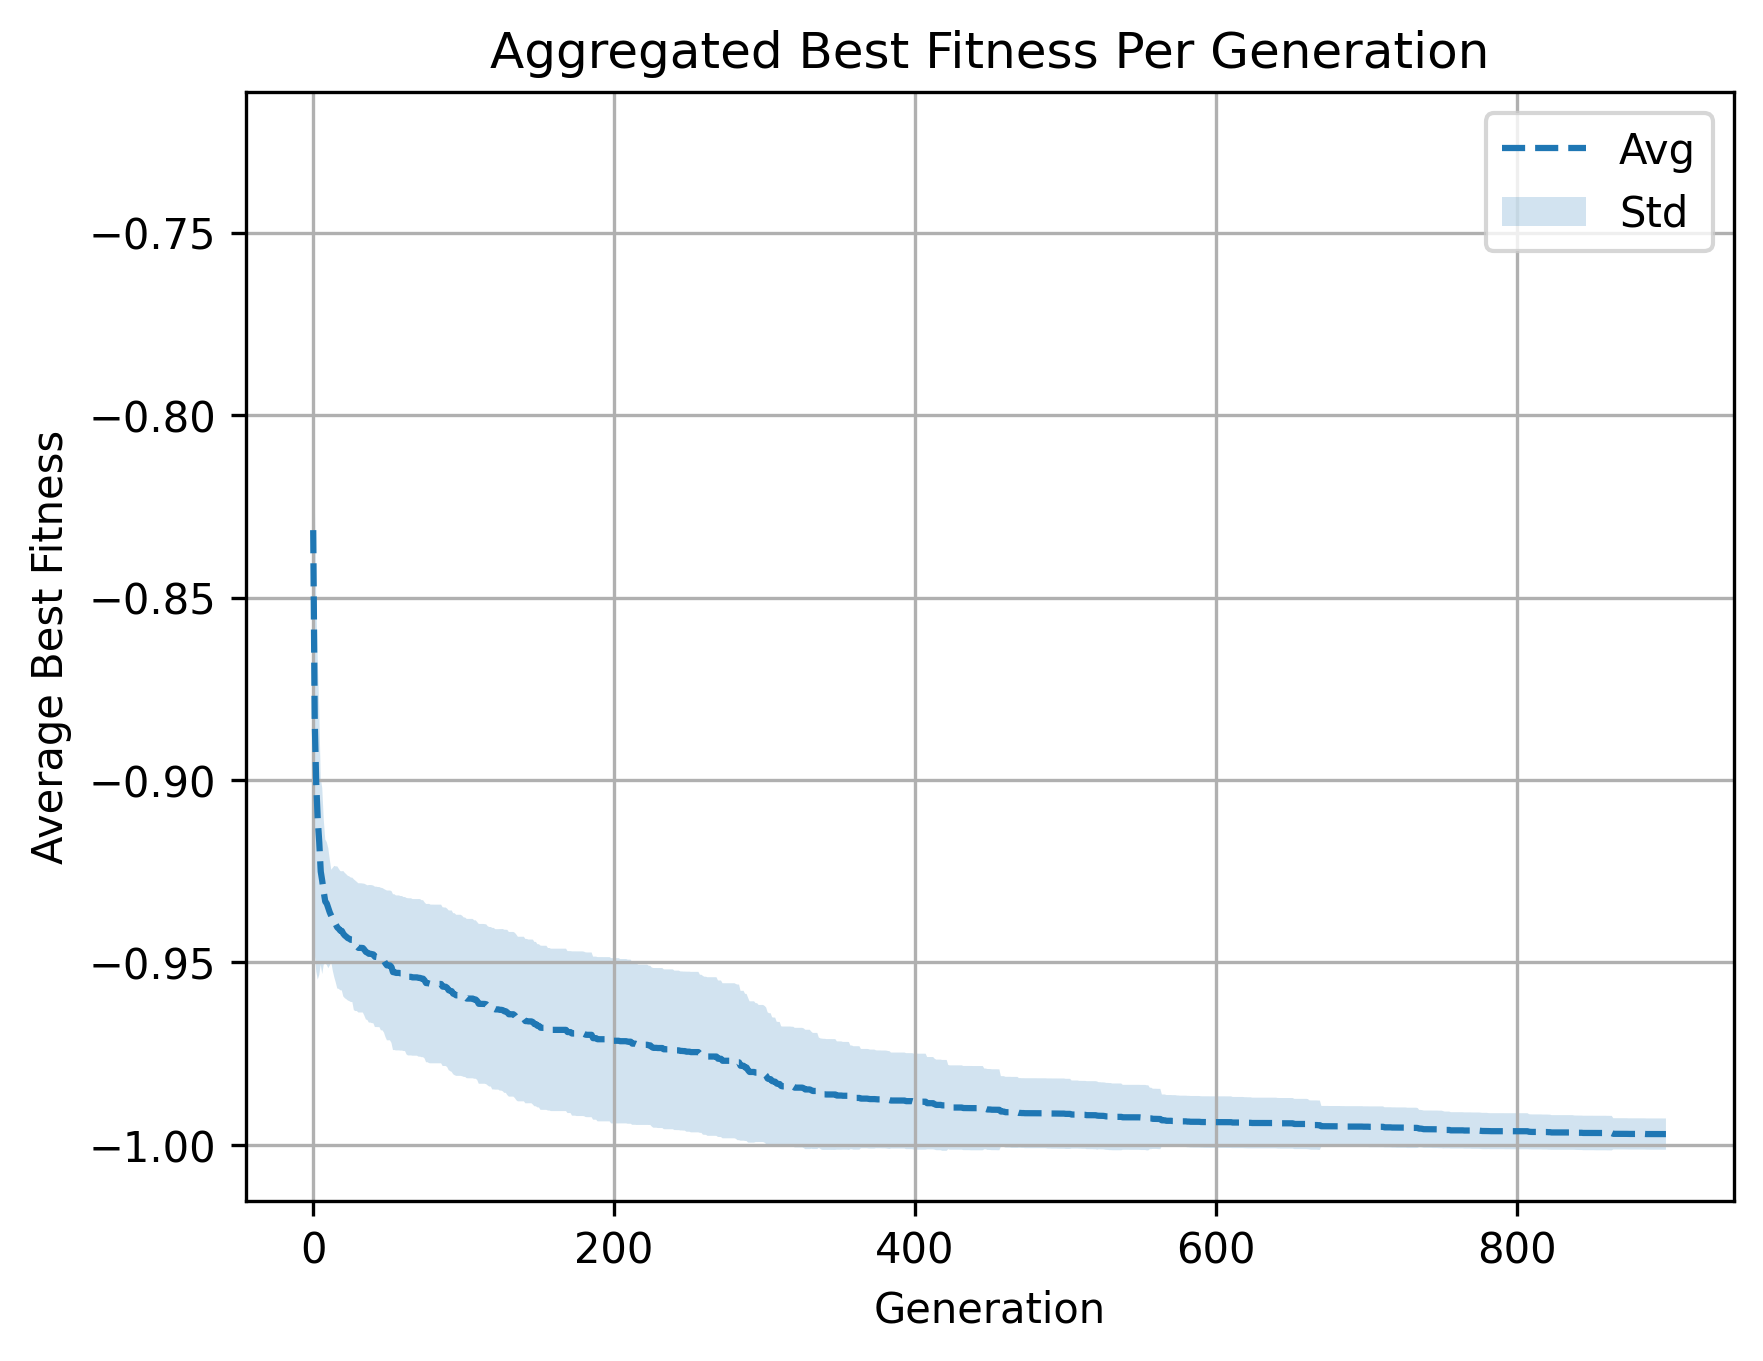 Aggregated Best Fitness Per Generation
Avg
Std
−0.75
−0.80
−0.85
−0.90
−0.95
−1.00
Average Best Fitness
0 200 400 600 800
Generation